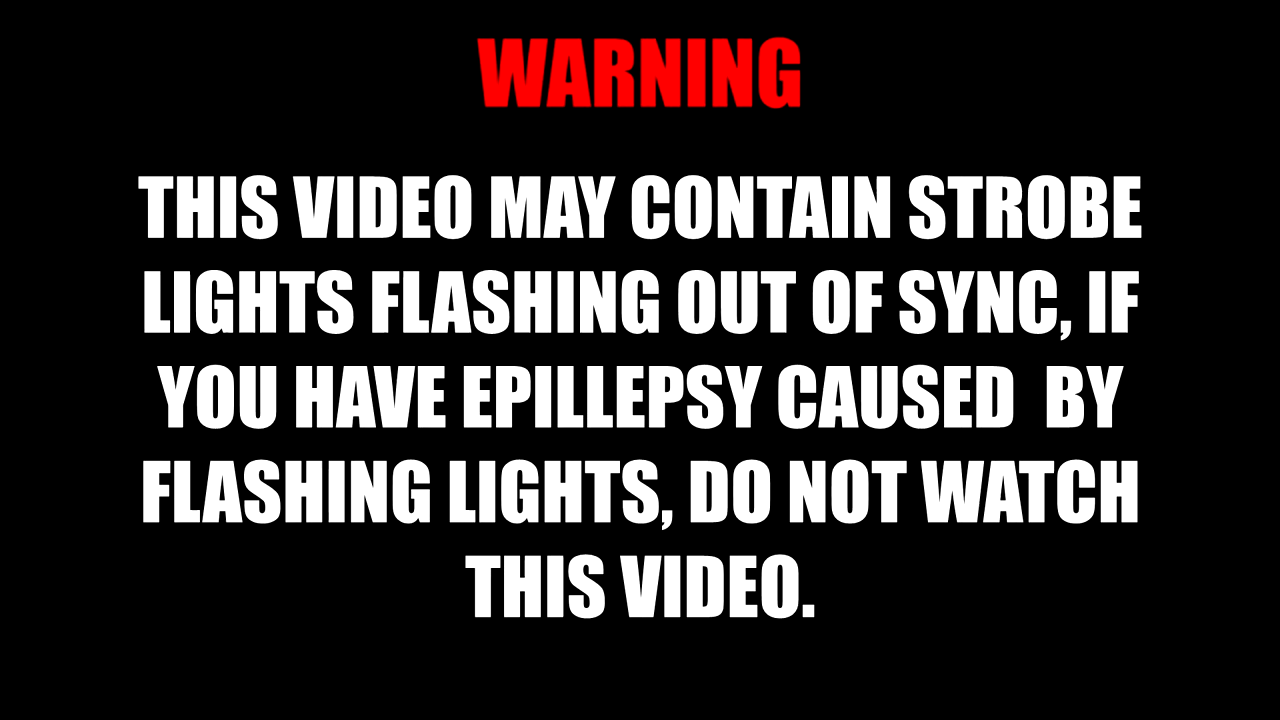 WARNING
THIS VIDEO MAY CONTAIN STROBE
LIGHTS FLASHING OUT OF SYNC, IF
YOU HAVE EPILLEPSY CAUSED  BY
FLASHING LIGHTS, DO NOT WATCH
THIS VIDEO.